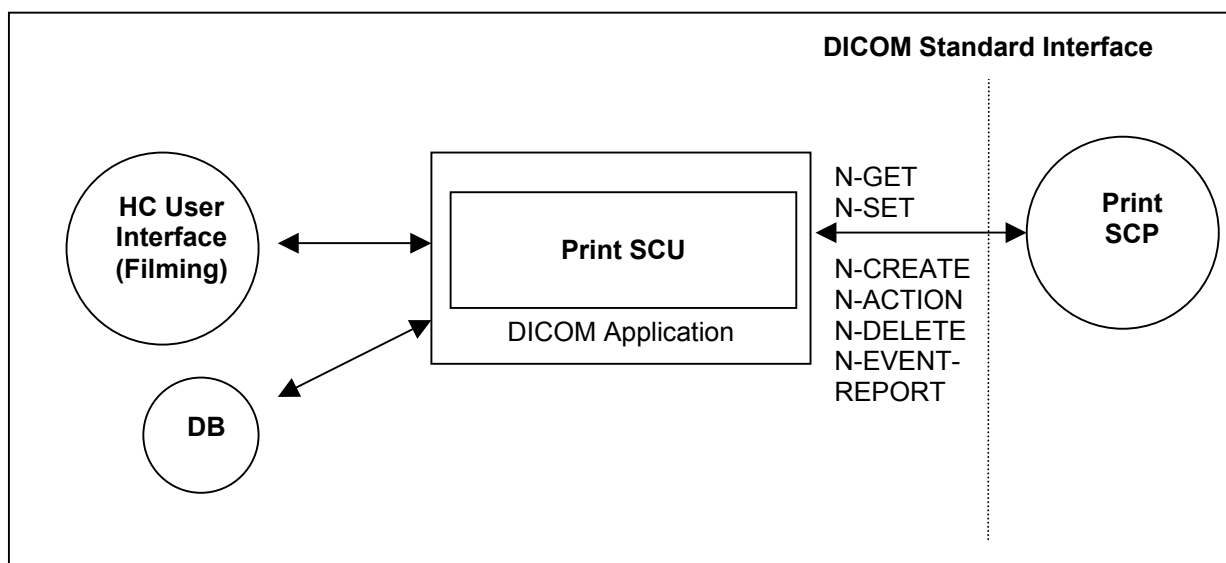 DICOM Standard Interface
HC User
Interface
(Filming)
DB
Print SCU
DICOM Application
N-GET
N-SET
N-CREATE
N-ACTION
N-DELETE
N-EVENT-
REPORT
Print
SCP